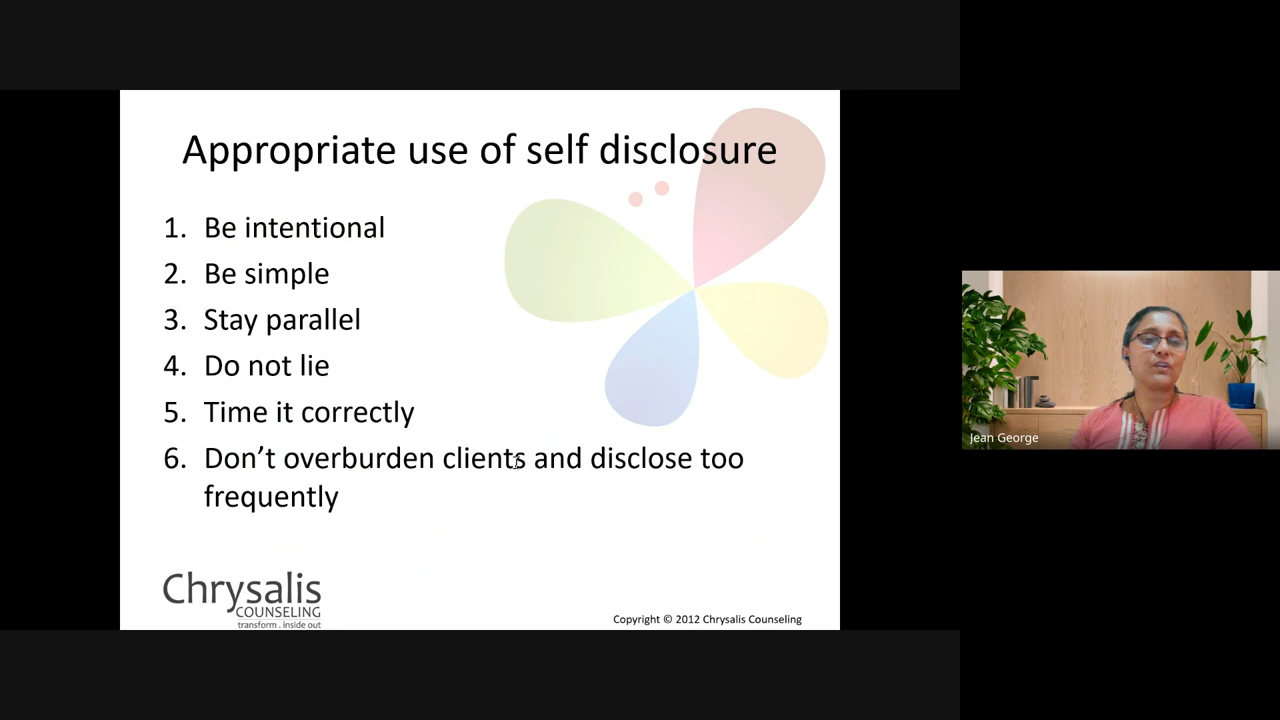 Appropriate use of self disclosure
1. Be intentional
2. Be simple
3. Stay parallel
4. Do not lie
5. Time it correctly
6. Don’t overburden clients and disclose too
frequently
Chrysalis
COUNSELING
transform . inside out
Copyright © 2012 Chrysalis Counseling
Jean George